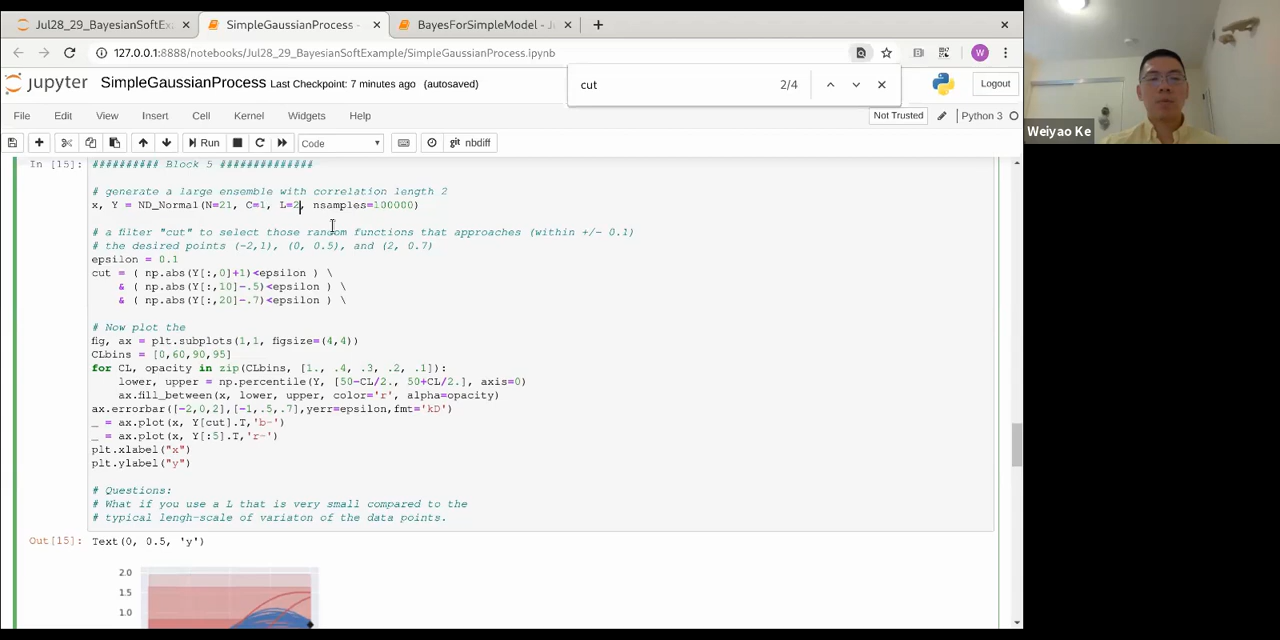 Jul28_29_BayesianSoftEx
SimpleGaussianProcess -
BayesForSimpleModel - J
127.0.0.1:8888/notebooks/Jul28_29_BayesianSoftExample/SimpleGaussianProcess.ipynb
W
cut
2/4
jupyter
SimpleGaussianProcess Last Checkpoint: 7 minutes ago (autosaved)
Logout
File Edit View Insert Cell Kernel Widgets Help
Not Trusted
Python 3
Run
Code
git nbdiff
Weiyao Ke
In [15]:
########## Block 5 ##############
# generate a large ensemble with correlation length 2
x, Y = ND_Normal(N=21, C=1, L=2, nsamples=100000)
# a filter "cut" to select those random functions that approaches (within +/- 0.1)
# the desired points (-2,1), (0, 0.5), and (2, 0.7)
epsilon = 0.1
cut = ( np.abs(Y[:,0]+1)<epsilon ) \
& ( np.abs(Y[:,10]-.5)<epsilon ) \
& ( np.abs(Y[:,20]-.7)<epsilon ) \
# Now plot the
fig, ax = plt.subplots(1,1, figsize=(4,4))
CLbins = [0,60,90,95]
for CL, opacity in zip(CLbins, [1., .4, .3, .2, .1]):
lower, upper = np.percentile(Y, [50-CL/2., 50+CL/2.], axis=0)
ax.fill_between(x, lower, upper, color='r', alpha=opacity)
ax.errorbar([-2,0,2],[-1,.5,.7],yerr=epsilon,fmt='kD')
_ = ax.plot(x, Y[cut].T,'b-')
_ = ax.plot(x, Y[:5].T,'r-')
plt.xlabel("x")
plt.ylabel("y")
# Questions:
# What if you use a L that is very small compared to the
# typical lengh-scale of variaton of the data points.
Out[15]:
Text(0, 0.5, 'y')
2.0
1.5
1.0